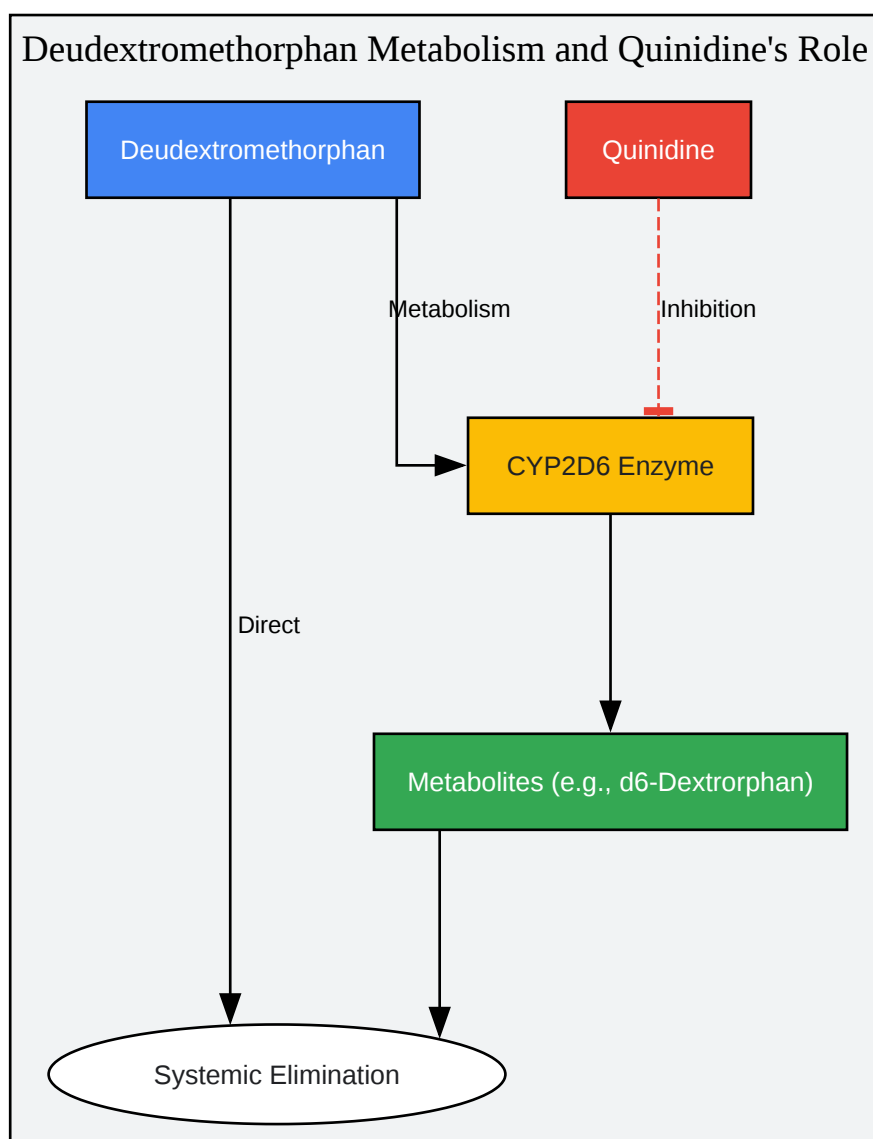 Deudextromethorphan Metabolism and Quinidine's Role
Deudextromethorphan
Quinidine
Metabolism
Inhibition
CYP2D6 Enzyme
Direct
Metabolites (e.g., d6-Dextrorphan)
Systemic Elimination